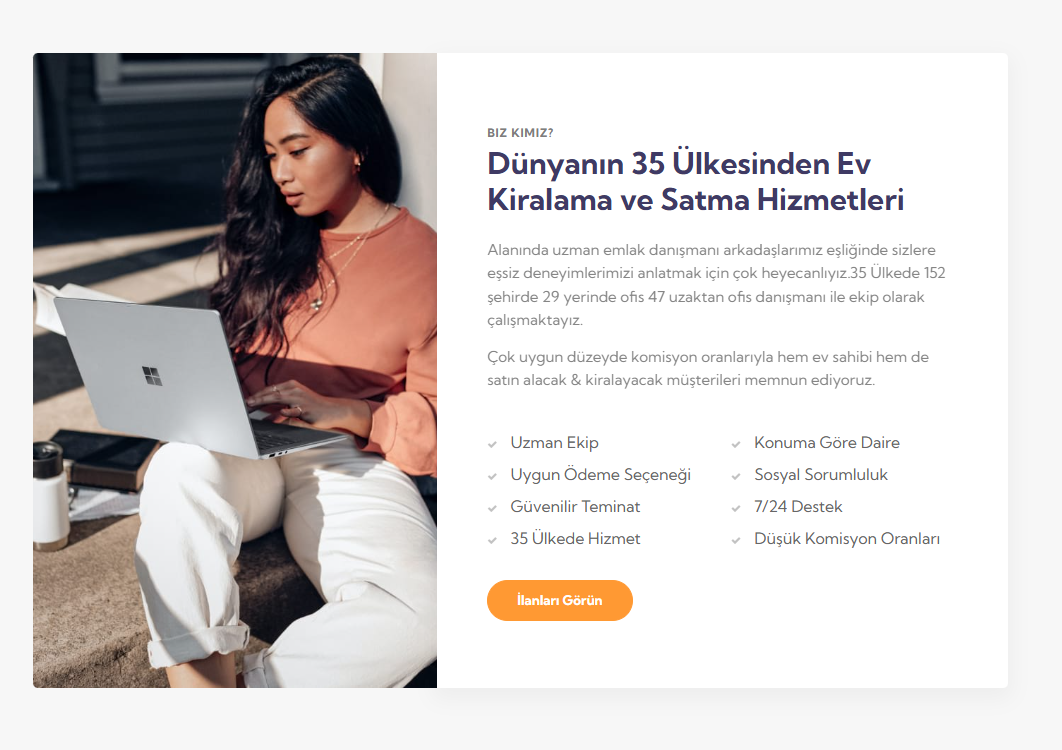 BIZ KIMIZ?
Dünyanın 35 Ülkesinden Ev
Kiralama ve Satma Hizmetleri
Alanında uzman emlak danışmanı arkadaşlarımız eşliğinde sizlere
eşsiz deneyimlerimizi anlatmak için çok heyecanlıyız.35 Ülkede 152
şehirde 29 yerinde ofis 47 uzaktan ofis danışmanı ile ekip olarak
çalışmaktayız.
Çok uygun düzeyde komisyon oranlarıyla hem ev sahibi hem de
satın alacak & kiralayacak müşterileri memnun ediyoruz.
Uzman Ekip
Uygun Ödeme Seçeneği
Güvenilir Teminat
35 Ülkede Hizmet
Konuma Göre Daire
Sosyal Sorumluluk
7/24 Destek
Düşük Komisyon Oranları
İlanları Görün